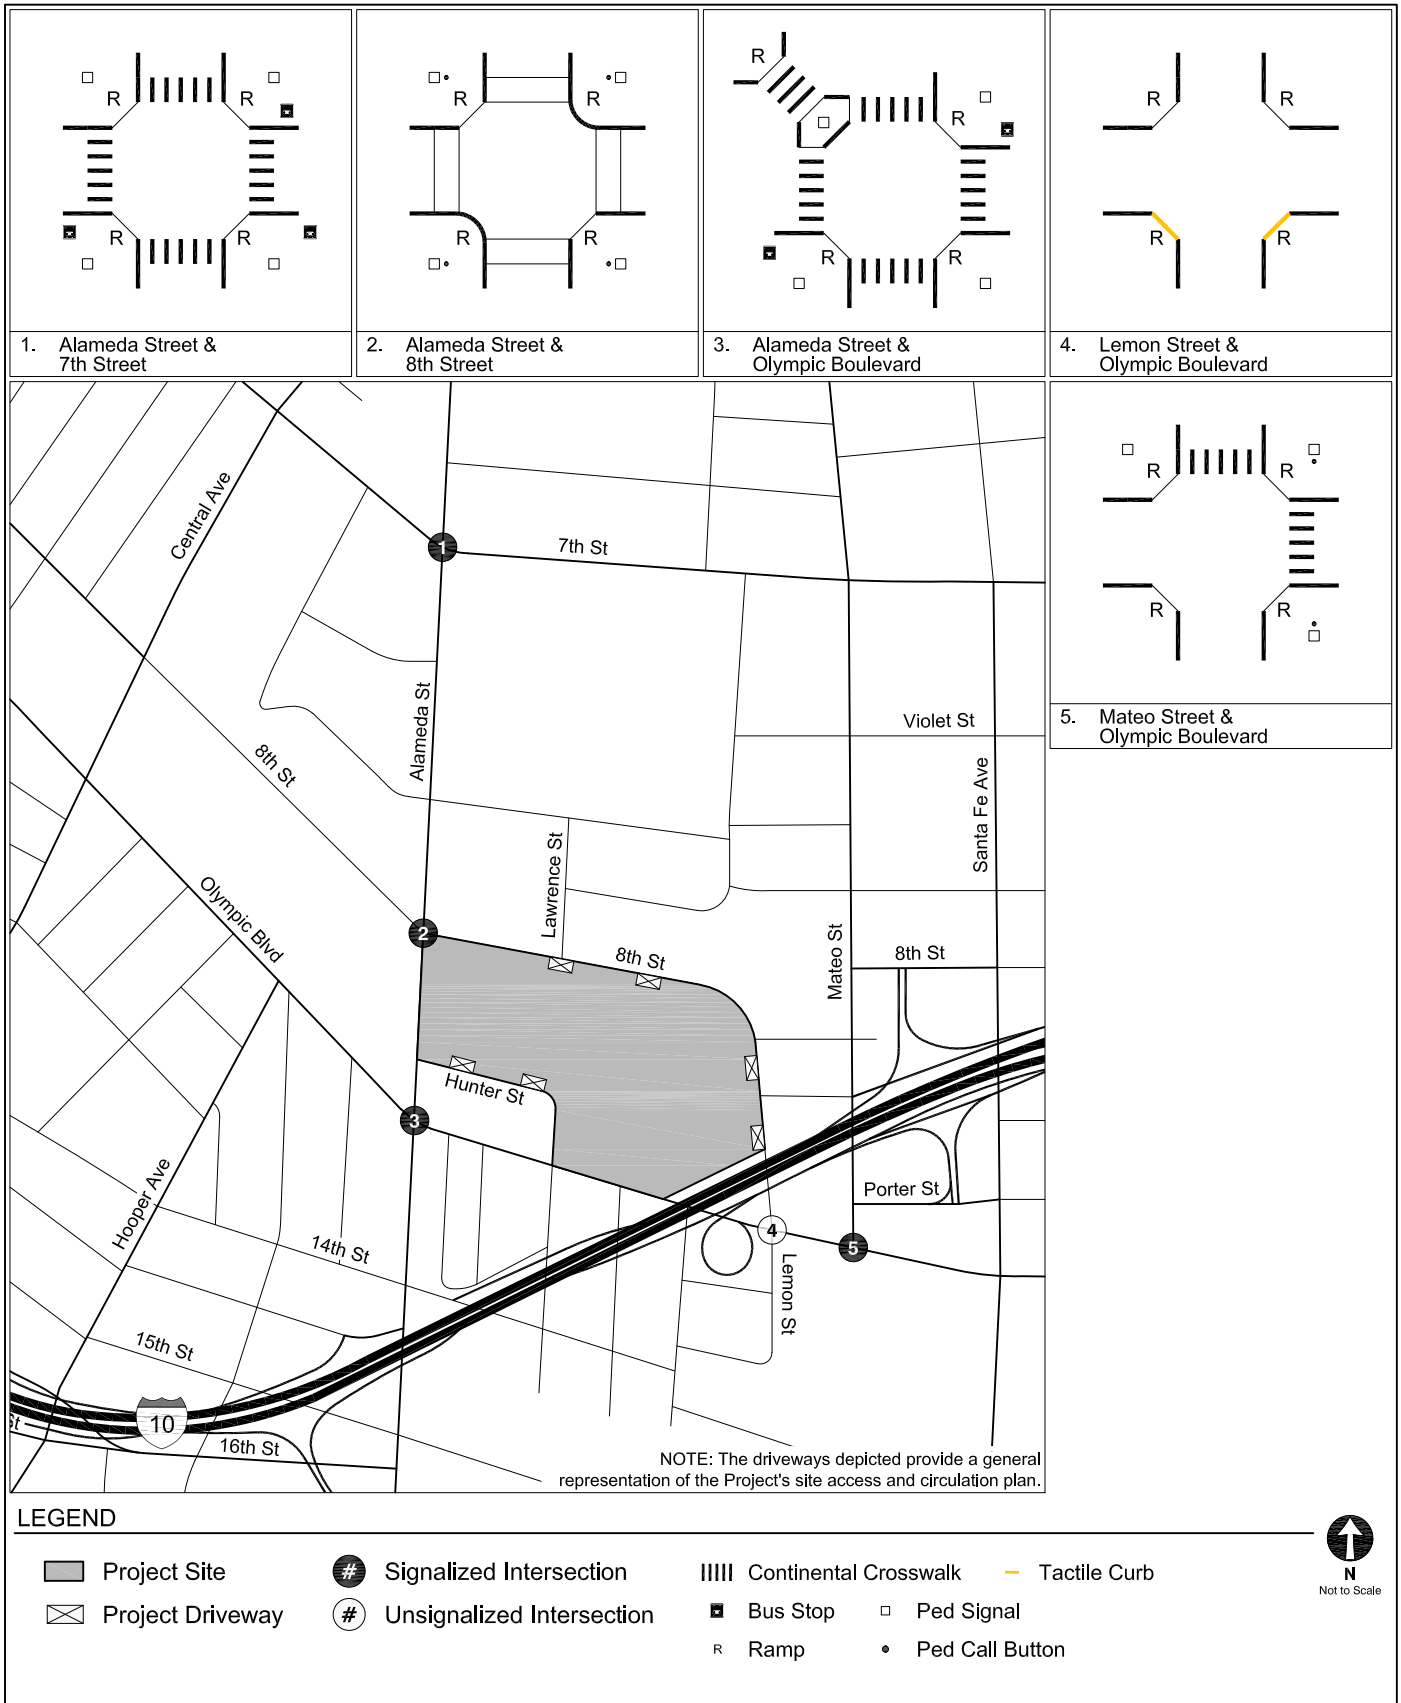 R
R
R
R
1. Alameda Street &
7th Street
R
R
R
R
2. Alameda Street &
8th Street
R
R
R
R
3. Alameda Street &
Olympic Boulevard
R
R
R
R
4. Lemon Street &
Olympic Boulevard
R
R
R
R
5. Mateo Street &
Olympic Boulevard
Central Ave
1
7th St
Alameda St
8th St
Violet St
Santa Fe Ave
Lawrence St
Olympic Blvd
2
8th St
Mateo St
8th St
Hunter St
3
Hooper Ave
Porter St
14th St
4
5
Lemon St
15th St
10
St
16th St
NOTE: The driveways depicted provide a general
representation of the Project's site access and circulation plan.
LEGEND
Project Site
# Signalized Intersection
Continental Crosswalk
Tactile Curb
Project Driveway
# Unsignalized Intersection
Bus Stop
Ped Signal
R Ramp
Ped Call Button
N
Not to Scale